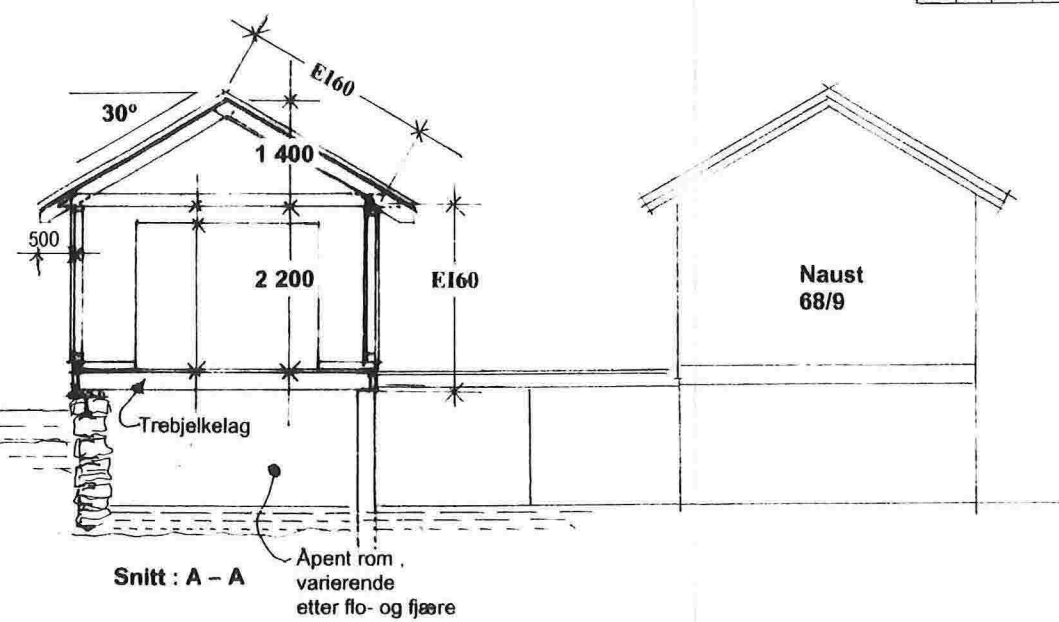 EI60
30°
1 400
500
2 200
EI60
Naust
68/9
Trebjelkelag
Snitt : A – A
Åpent rom ,
varierende
etter flo- og fjære